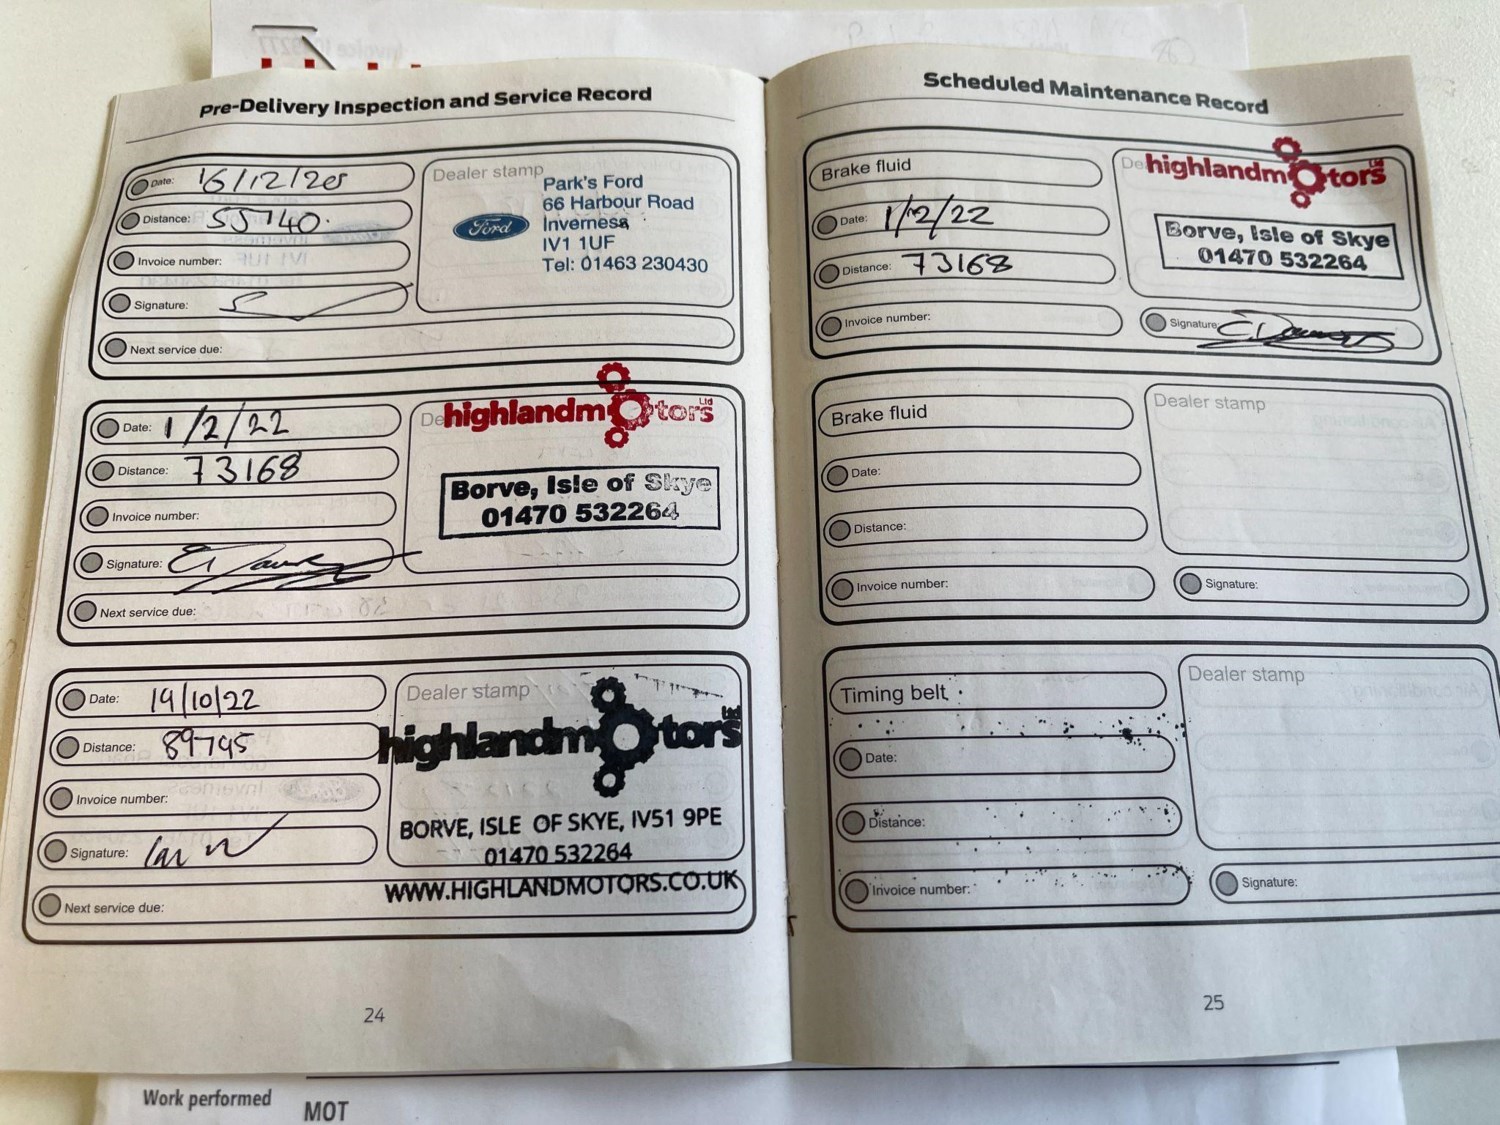 Pre-Delivery Inspection and Service Record
Date: 16/12/20
Distance: 55740.
Invoice number:
Signature:
Next service due:
Dealer stamp
Ford
Park's Ford
66 Harbour Road
Inverness
IV1 1UF
Tel: 01463 230430
Date: 1/2/22
Distance: 73168
Invoice number:
Signature:
Next service due:
De
highlandmotors Ltd
Borve, Isle of Skye
01470 532264
Date: 19/10/22
Distance: 89795
Invoice number:
Signature:
Next service due:
Dealer stamp
highlandmotors Ltd
BORVE, ISLE OF SKYE, IV51 9PE
01470 532264
WWW.HIGHLANDMOTORS.CO.UK
24
Scheduled Maintenance Record
Brake fluid
Date: 1/2/22
Distance: 73168
Invoice number:
De
highlandmotors Ltd
Borve, Isle of Skye
01470 532264
Signature:
Brake fluid
Date:
Distance:
Invoice number:
Dealer stamp
Signature:
Timing belt
Date:
Distance:
Invoice number:
Dealer stamp
Signature:
25
Work performed
MOT